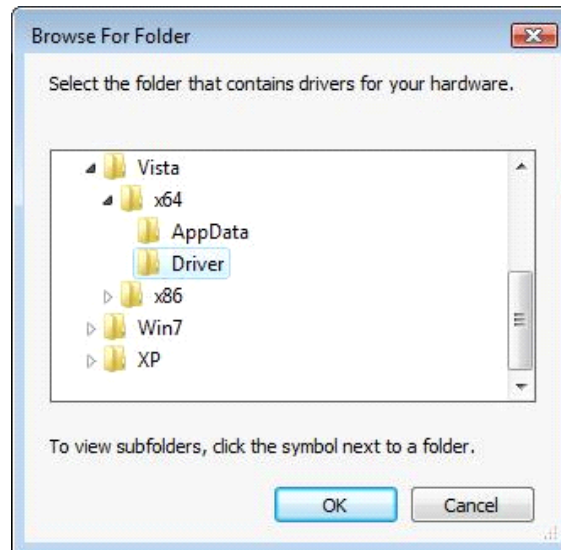 Browse For Folder
Select the folder that contains drivers for your hardware.
Vista
x64
AppData
Driver
x86
Win7
XP
To view subfolders, click the symbol next to a folder.
OK Cancel